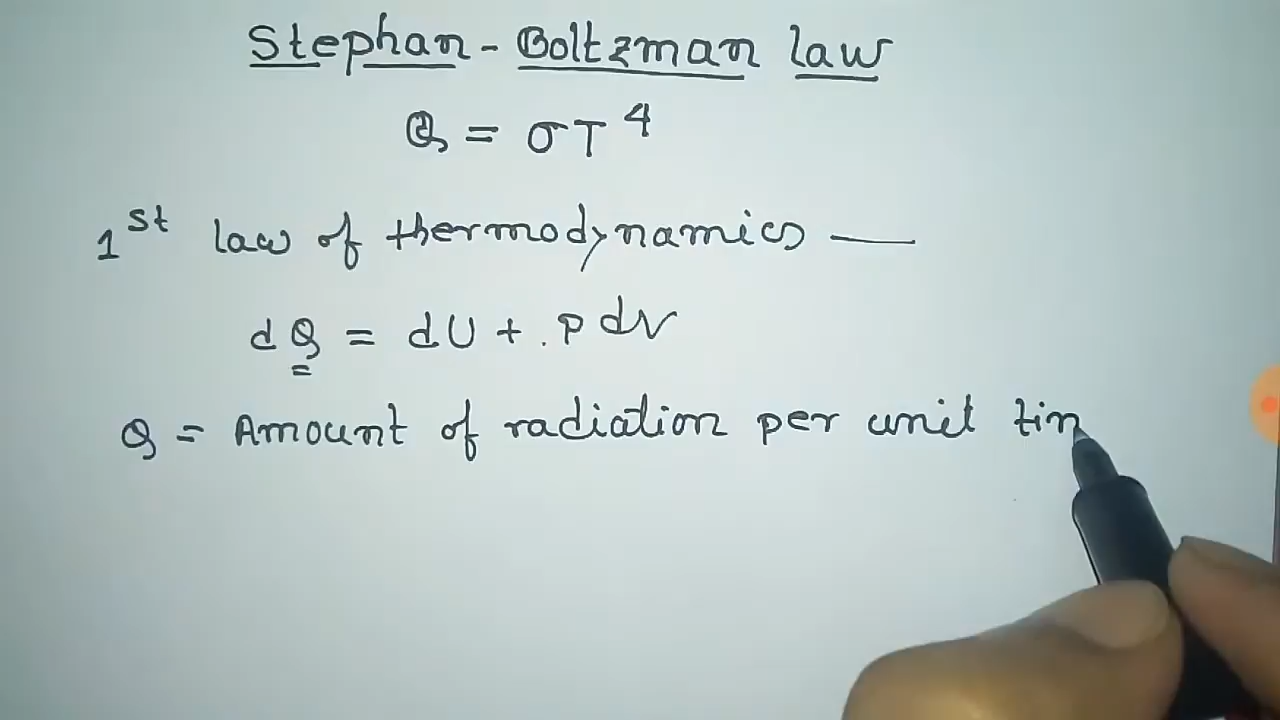 Stephan - Boltzman law
Q = σT⁴
1st law of thermodynamics —
dQ = dU + . P dV
Q = Amount of radiation per unit tim